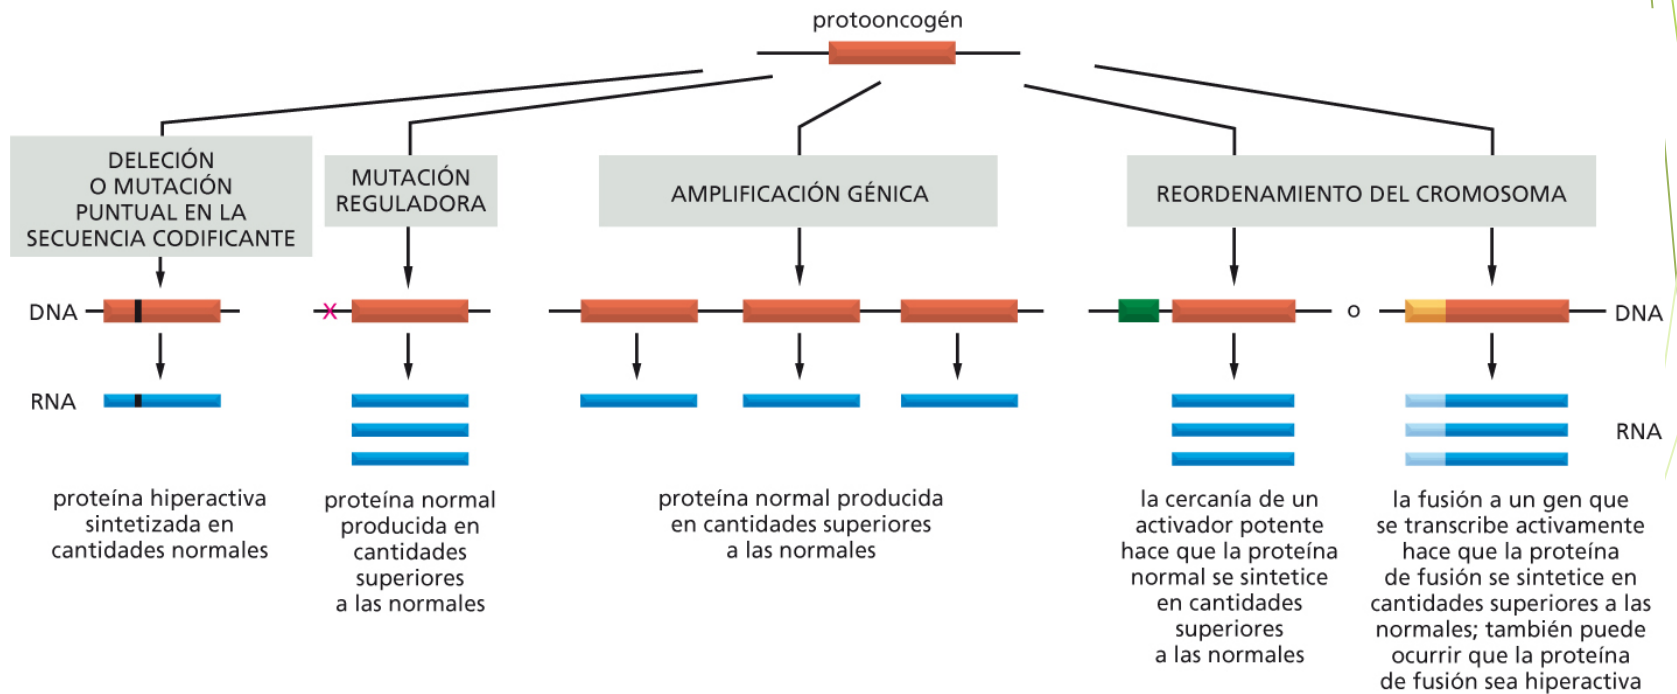 protooncogén
DELECIÓN
O MUTACIÓN
PUNTUAL EN LA
SECUENCIA CODIFICANTE
MUTACIÓN
REGULADORA
AMPLIFICACIÓN GÉNICA
REORDENAMIENTO DEL CROMOSOMA
DNA
X
o
DNA
RNA
RNA
proteína hiperactiva
sintetizada en
cantidades normales
proteína normal
producida en
cantidades
superiores
a las normales
proteína normal producida
en cantidades superiores
a las normales
la cercanía de un
activador potente
hace que la proteína
normal se sintetice
en cantidades
superiores
a las normales
la fusión a un gen que
se transcribe activamente
hace que la proteína
de fusión se sintetice en
cantidades superiores a las
normales; también puede
ocurrir que la proteína
de fusión sea hiperactiva